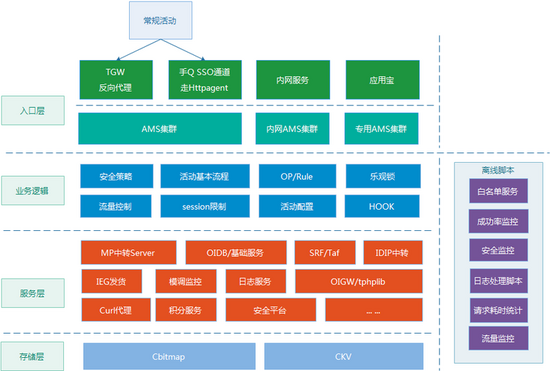 常规活动
TGW
反向代理
手Q SSO通道
走Httpagent
内网服务
应用宝
入口层
AMS集群
内网AMS集群
专用AMS集群
业务逻辑
安全策略
活动基本流程
OP/Rule
乐观锁
流量控制
session限制
活动配置
HOOK
服务层
MP中转Server
OIDB/基础服务
SRF/Taf
IDIP中转
IEG发货
模调监控
日志服务
OIGW/tphplib
Curl代理
积分服务
安全平台
... ...
存储层
Cbitmap
CKV
离线脚本
白名单服务
成功率监控
安全监控
日志处理脚本
请求耗时统计
流量监控